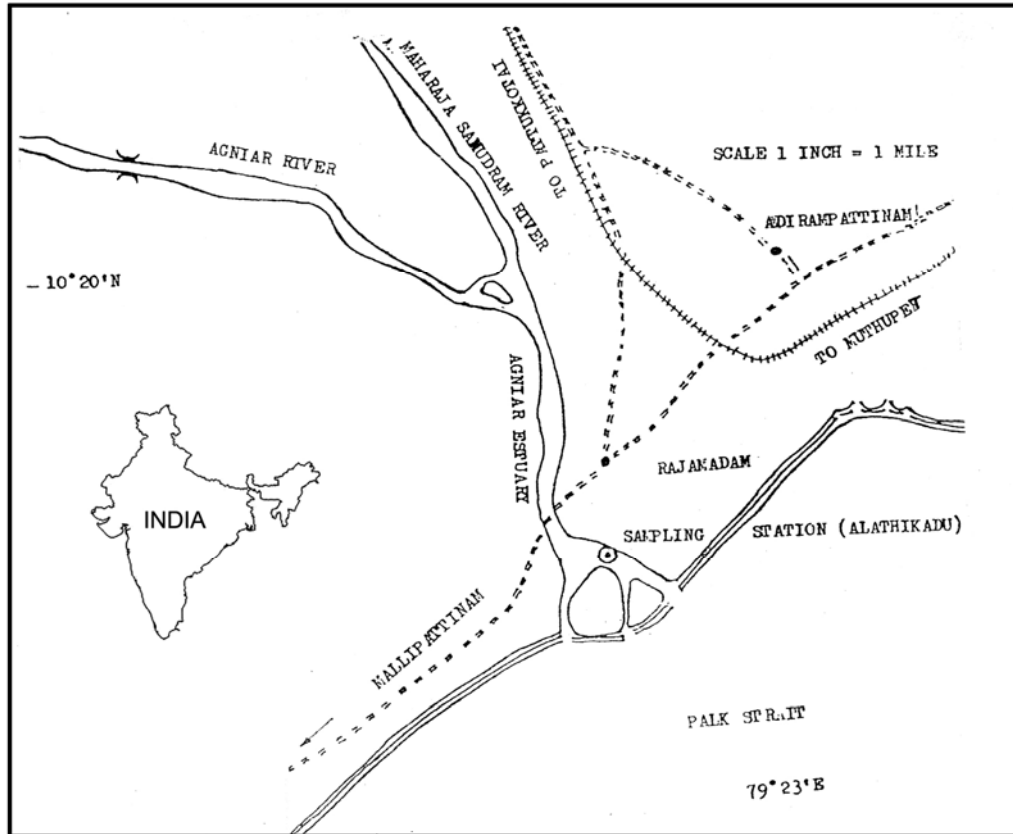 MAHARAJA SAMUDRAM RIVER
TO PATTUKKOTAI
AGNIAR RIVER
SCALE 1 INCH = 1 MILE
ADIRAMPATTINAM
– 10°20'N
TO MUTHUPET
AGNIAR ESTUARY
RAJAMADAM
INDIA
SAMPLING STATION (ALATHIKADU)
MALLIPATTINAM
PALK STRAIT
79°23'E